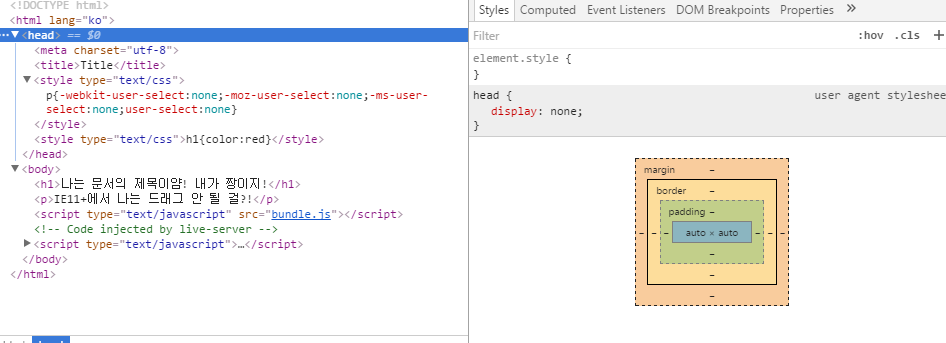 <!DOCTYPE html>
<html lang="ko">
<head> == $0
<meta charset="utf-8">
<title>Title</title>
<style type="text/css">
p{-webkit-user-select:none;-moz-user-select:none;-ms-user-
select:none;user-select:none}
</style>
<style type="text/css">h1{color:red}</style>
</head>
<body>
<h1>나는 문서의 제목이얌! 내가 짱이지!</h1>
<p>IE11+에서 나는 드래그 안 될 걸?!</p>
<script type="text/javascript" src="bundle.js"></script>
<!-- Code injected by live-server -->
<script type="text/javascript">…</script>
</body>
</html>
Styles Computed Event Listeners DOM Breakpoints Properties »
Filter :hov .cls +
element.style {
}
head { user agent styleshee
display: none;
}
margin –
border –
padding –
– – – auto × auto – – –
–
–
–